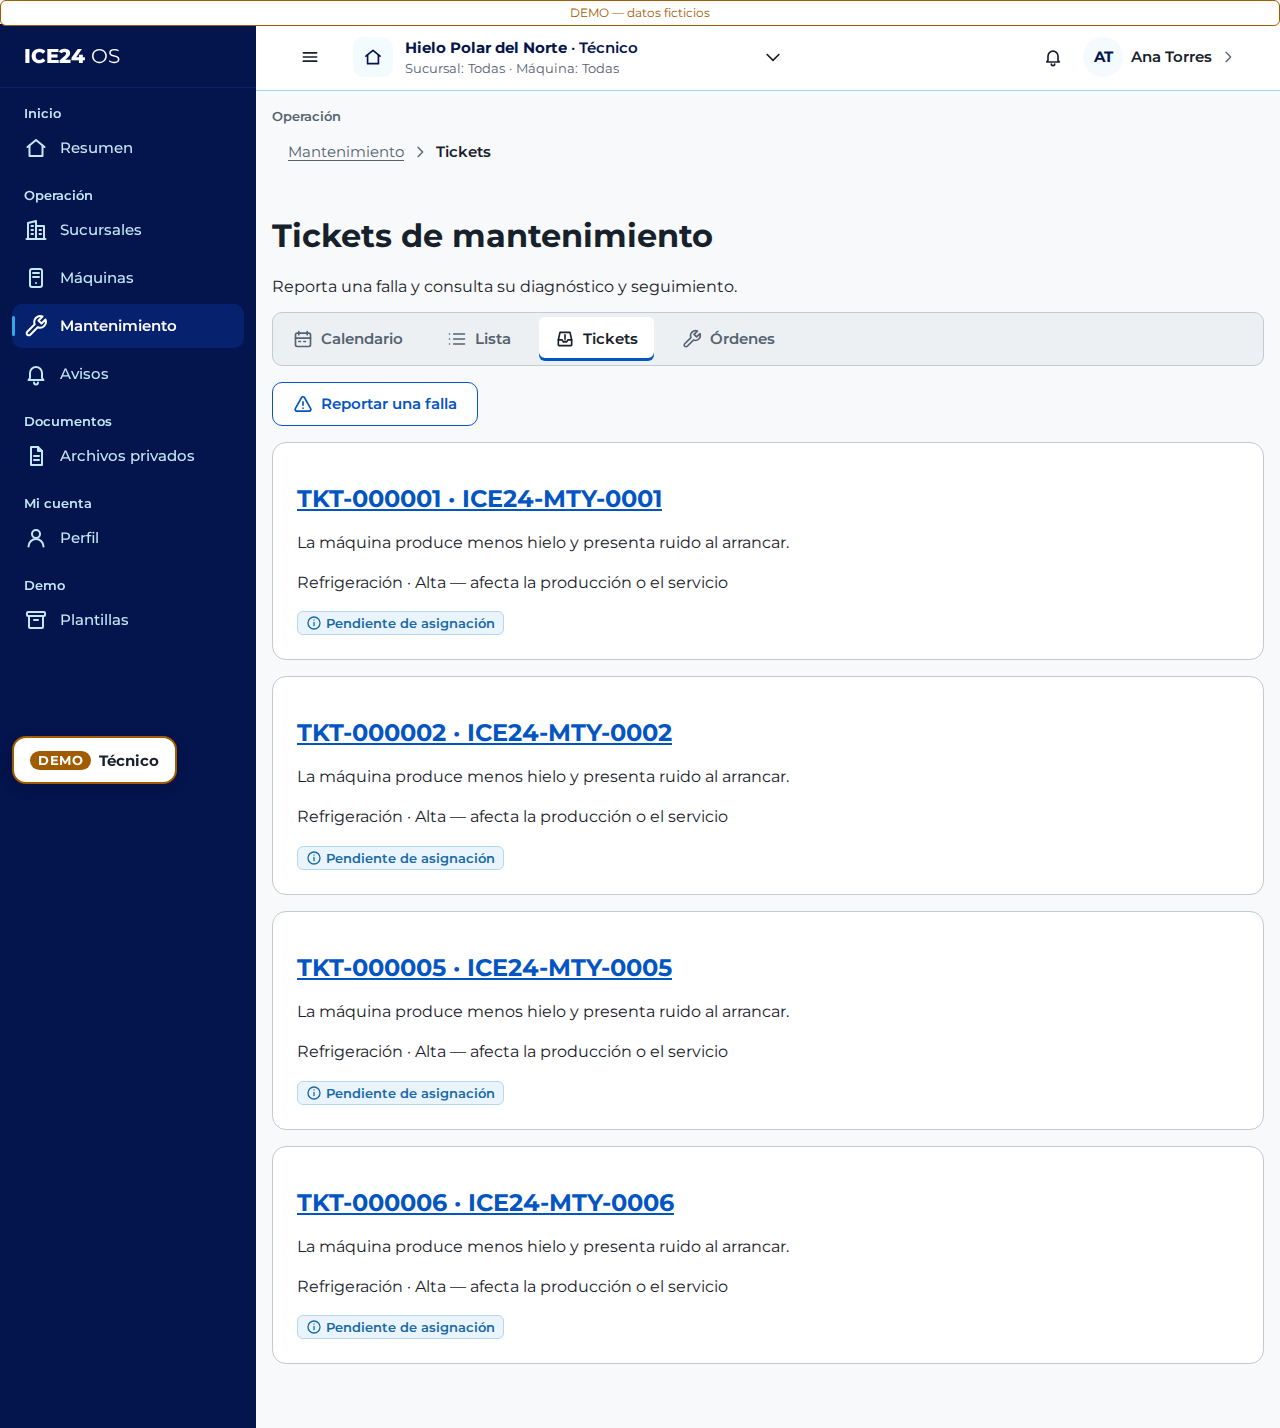 DEMO — datos ficticios
ICE24 OS
Inicio
Resumen
Operación
Sucursales
Máquinas
Mantenimiento
Avisos
Documentos
Archivos privados
Mi cuenta
Perfil
Demo
Plantillas
DEMO Técnico
Hielo Polar del Norte · Técnico
Sucursal: Todas · Máquina: Todas
AT Ana Torres
Operación
Mantenimiento > Tickets
Tickets de mantenimiento
Reporta una falla y consulta su diagnóstico y seguimiento.
Calendario Lista Tickets Órdenes
Reportar una falla
TKT-000001 · ICE24-MTY-0001
La máquina produce menos hielo y presenta ruido al arrancar.
Refrigeración · Alta — afecta la producción o el servicio
Pendiente de asignación
TKT-000002 · ICE24-MTY-0002
La máquina produce menos hielo y presenta ruido al arrancar.
Refrigeración · Alta — afecta la producción o el servicio
Pendiente de asignación
TKT-000005 · ICE24-MTY-0005
La máquina produce menos hielo y presenta ruido al arrancar.
Refrigeración · Alta — afecta la producción o el servicio
Pendiente de asignación
TKT-000006 · ICE24-MTY-0006
La máquina produce menos hielo y presenta ruido al arrancar.
Refrigeración · Alta — afecta la producción o el servicio
Pendiente de asignación